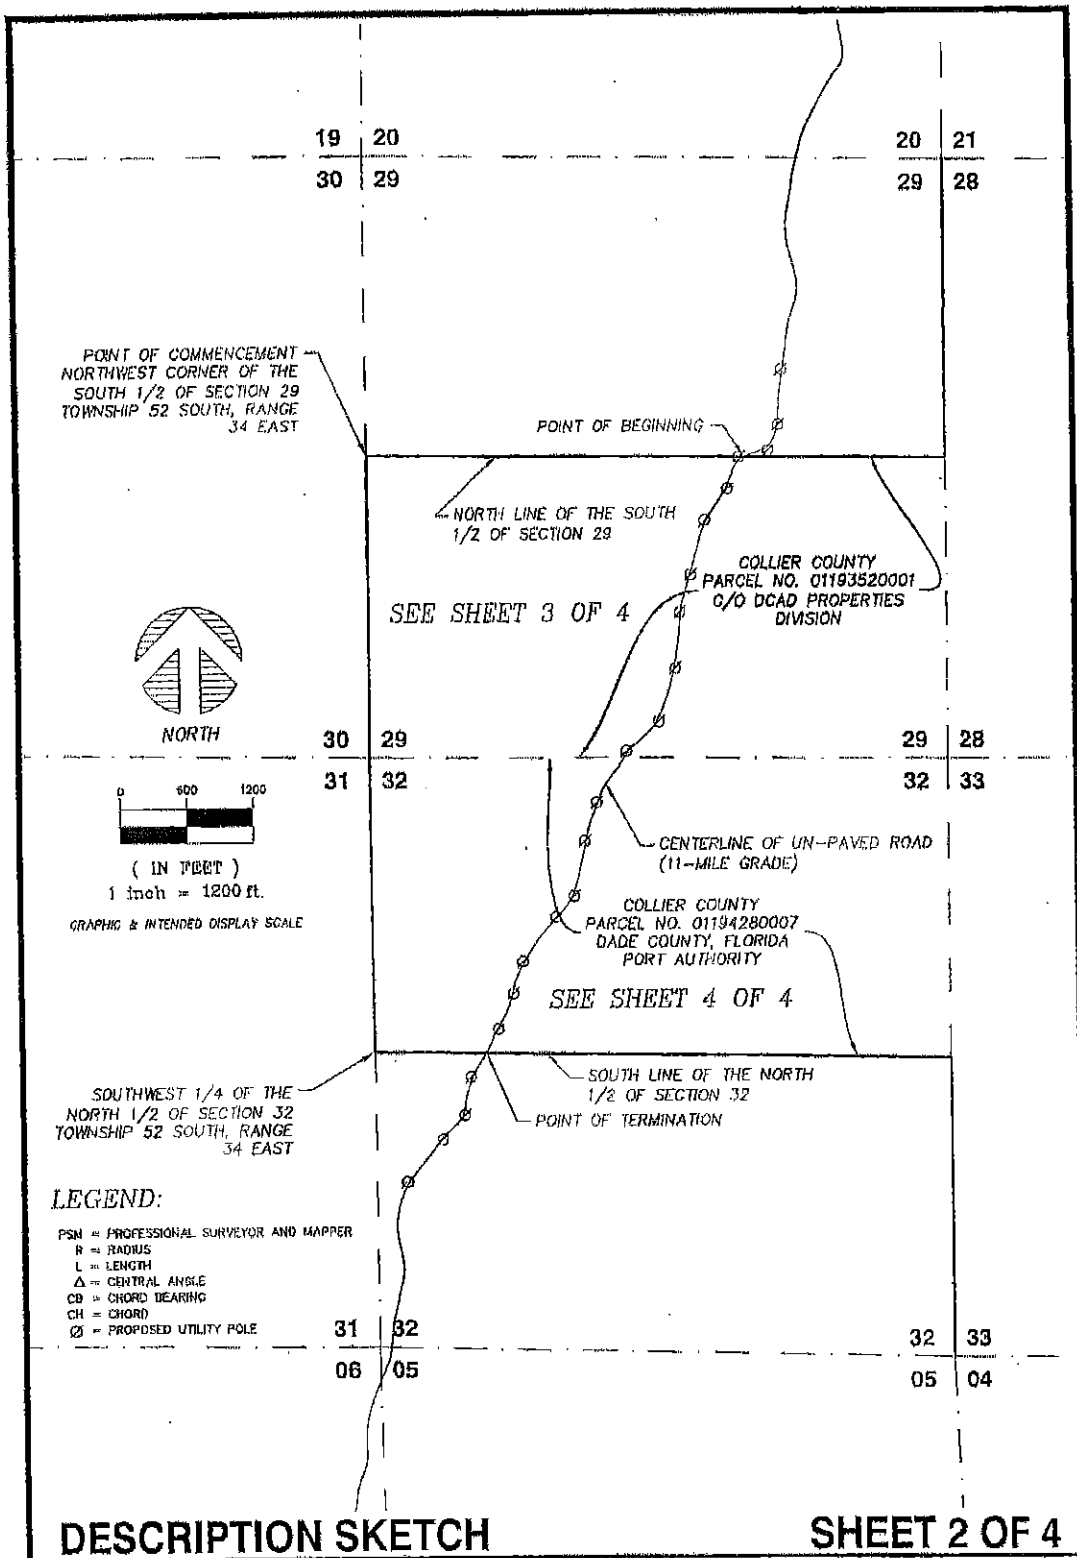 19 20
20 21
30 29
29 28
POINT OF COMMENCEMENT
NORTHWEST CORNER OF THE
SOUTH 1/2 OF SECTION 29
TOWNSHIP 52 SOUTH, RANGE
34 EAST
POINT OF BEGINNING
NORTH LINE OF THE SOUTH
1/2 OF SECTION 29
COLLIER COUNTY
PARCEL NO. 01193520001
C/O DCAD PROPERTIES
DIVISION
SEE SHEET 3 OF 4
NORTH
30 29
29 28
31 32
32 33
0 600 1200
( IN FEET )
1 inch = 1200 ft.
GRAPHIC & INTENDED DISPLAY SCALE
CENTERLINE OF UN-PAVED ROAD
(11-MILE GRADE)
COLLIER COUNTY
PARCEL NO. 01194280007
DADE COUNTY, FLORIDA
PORT AUTHORITY
SEE SHEET 4 OF 4
SOUTHWEST 1/4 OF THE
NORTH 1/2 OF SECTION 32
TOWNSHIP 52 SOUTH, RANGE
34 EAST
SOUTH LINE OF THE NORTH
1/2 OF SECTION 32
POINT OF TERMINATION
LEGEND:
PSM = PROFESSIONAL SURVEYOR AND MAPPER
R = RADIUS
L = LENGTH
Δ = CENTRAL ANGLE
CB = CHORD BEARING
CH = CHORD
Ø = PROPOSED UTILITY POLE
31 32
32 33
06 05
05 04
DESCRIPTION SKETCH
SHEET 2 OF 4